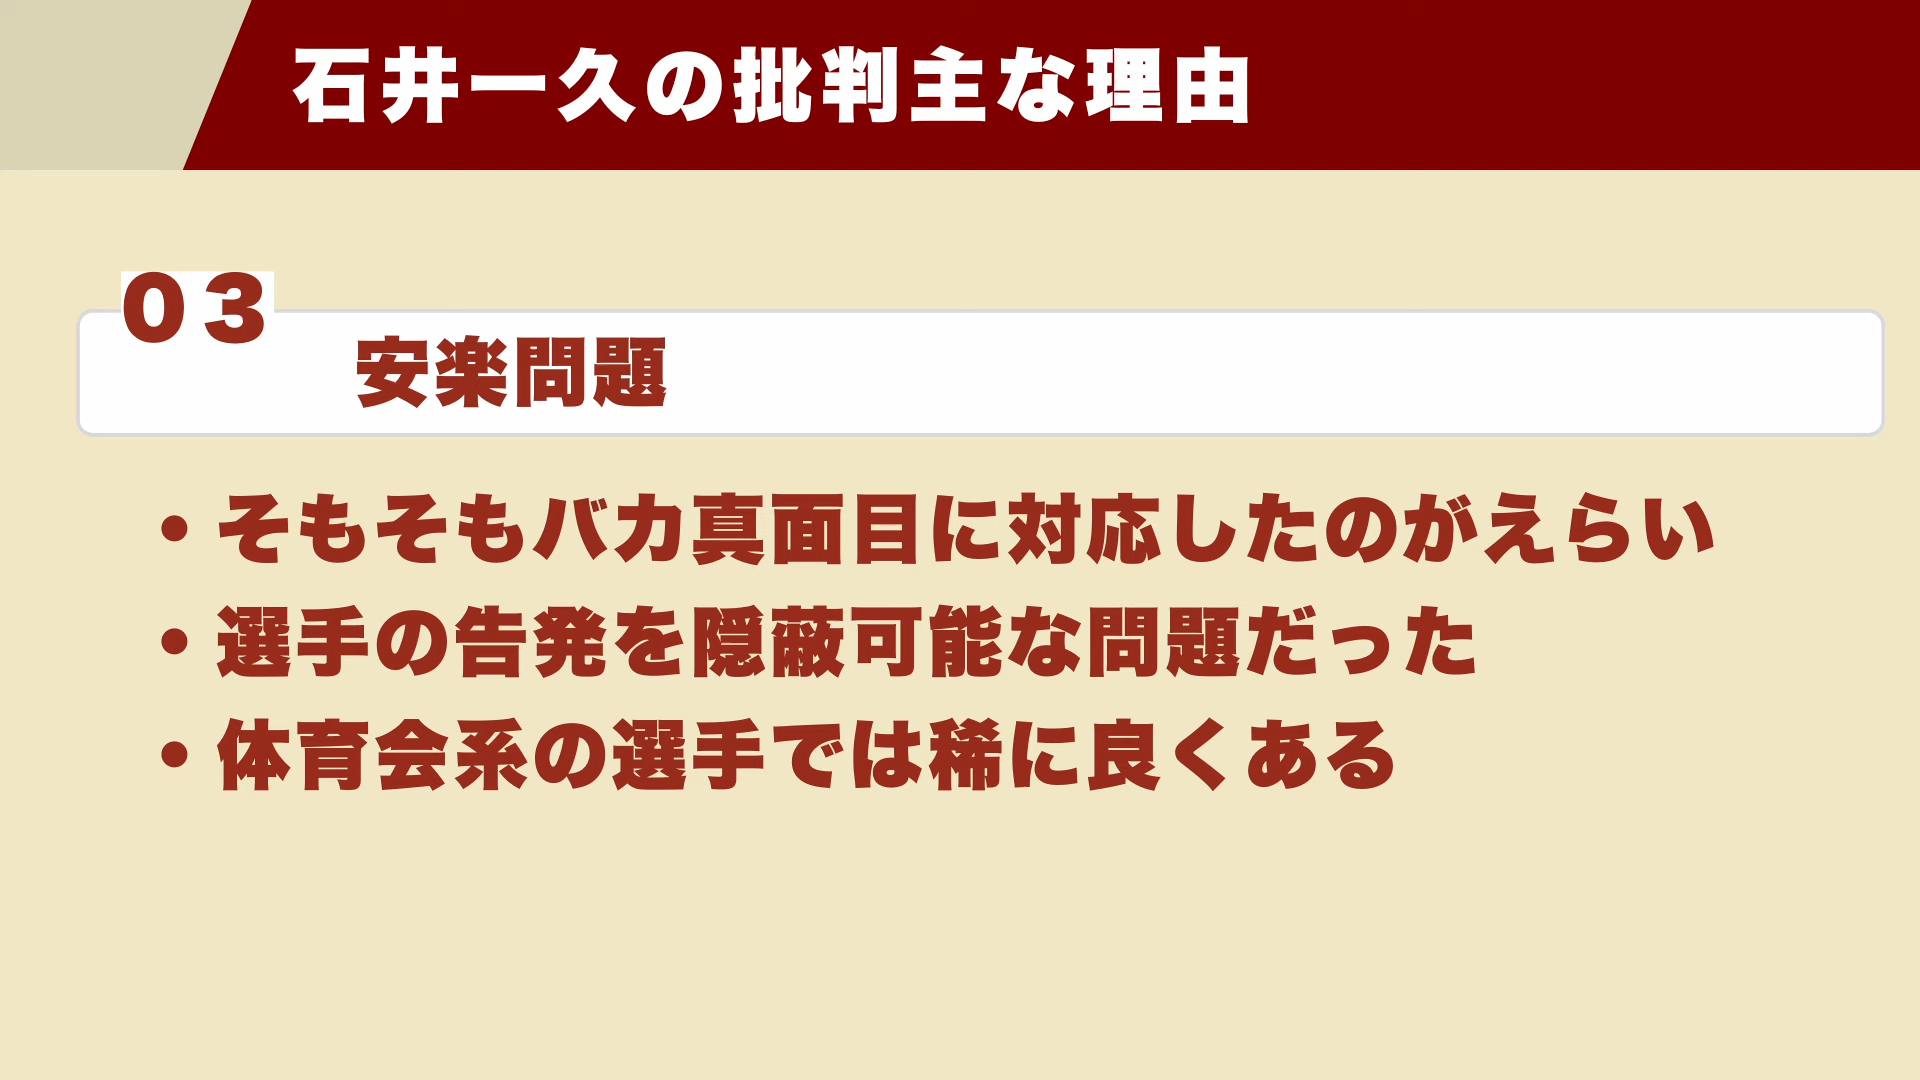 石井一久の批判主な理由
03
安楽問題
・そもそもバカ真面目に対応したのがえらい
・選手の告発を隠蔽可能な問題だった
・体育会系の選手では稀に良くある